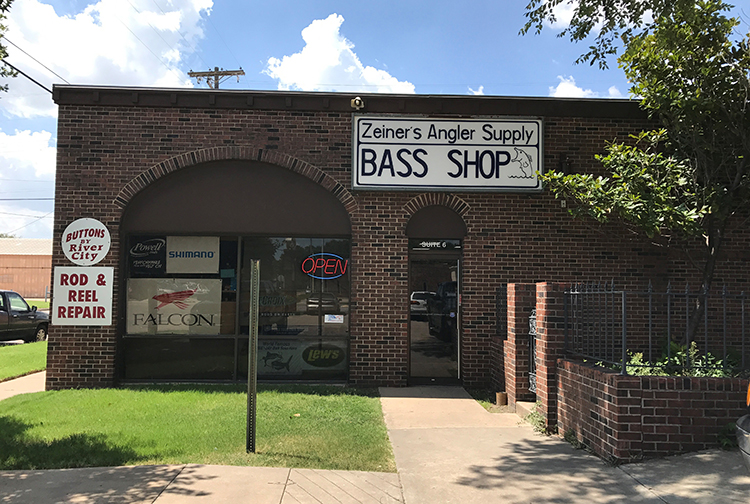 Zeiner's Angler Supply
BASS SHOP
SUITE 6
BUTTONS
BY
River
City
ROD &
REEL
REPAIR
Powell
SHIMANO
OPEN
FALCON
Lew's